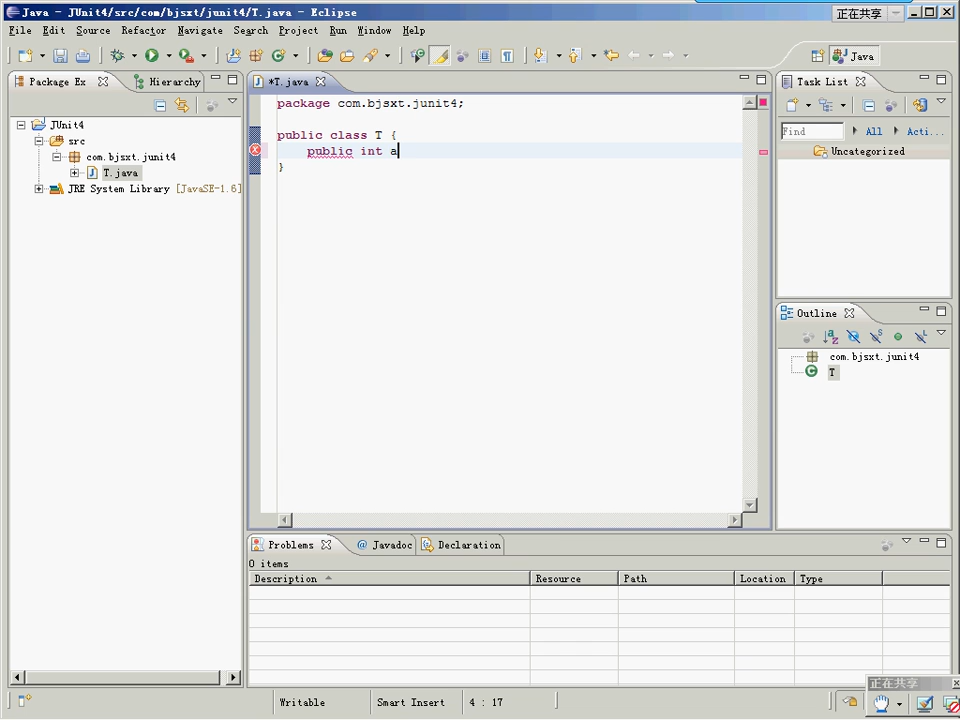 Java - JUnit4/src/com/bjsxt/junit4/T.java - Eclipse
正在共享
File Edit Source Refactor Navigate Search Project Run Window Help
Java
Package Ex
Hierarchy
*T.java
Task List
package com.bjsxt.junit4;
public class T {
public int a
}
JUnit4
src
com.bjsxt.junit4
T.java
JRE System Library [JavaSE-1.6]
Find
All
Acti...
Uncategorized
Outline
com.bjsxt.junit4
T
Problems
@ Javadoc
Declaration
0 items
Description Resource Path Location Type
Writable Smart Insert 4 : 17
正在共享